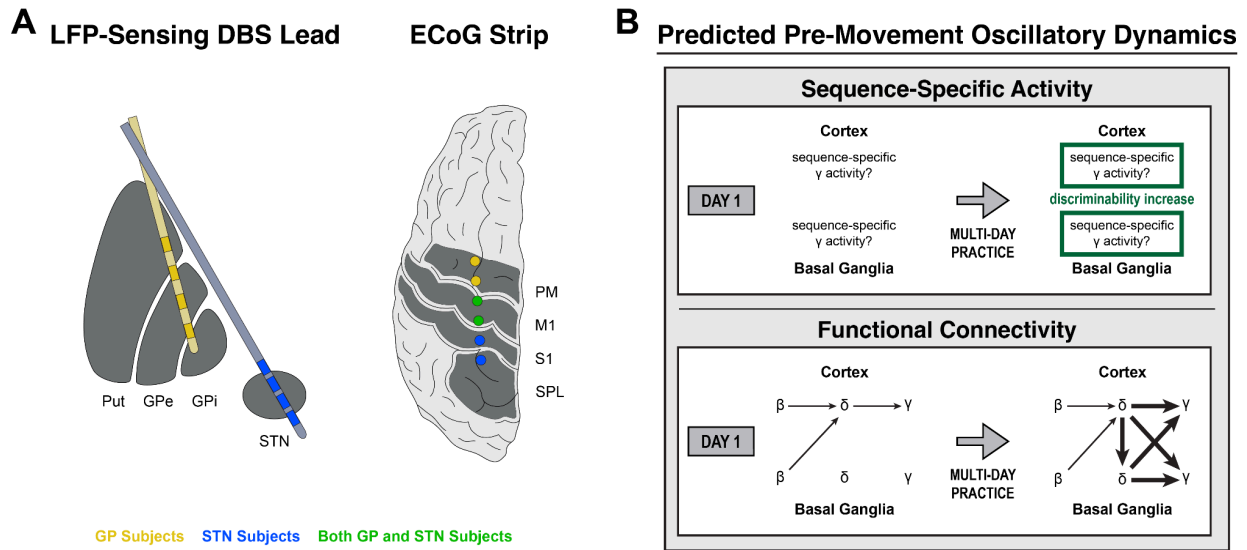 A
LFP-Sensing DBS Lead
ECoG Strip
Put
GPe
GPi
STN
PM
M1
S1
SPL
GP Subjects
STN Subjects
Both GP and STN Subjects
B
Predicted Pre-Movement Oscillatory Dynamics
Sequence-Specific Activity
DAY 1
Cortex
sequence-specific
γ activity?
sequence-specific
γ activity?
Basal Ganglia
MULTI-DAY
PRACTICE
Cortex
sequence-specific
γ activity?
discriminability increase
sequence-specific
γ activity?
Basal Ganglia
Functional Connectivity
DAY 1
Cortex
β δ γ
β δ γ
Basal Ganglia
MULTI-DAY
PRACTICE
Cortex
β δ γ
β δ γ
Basal Ganglia